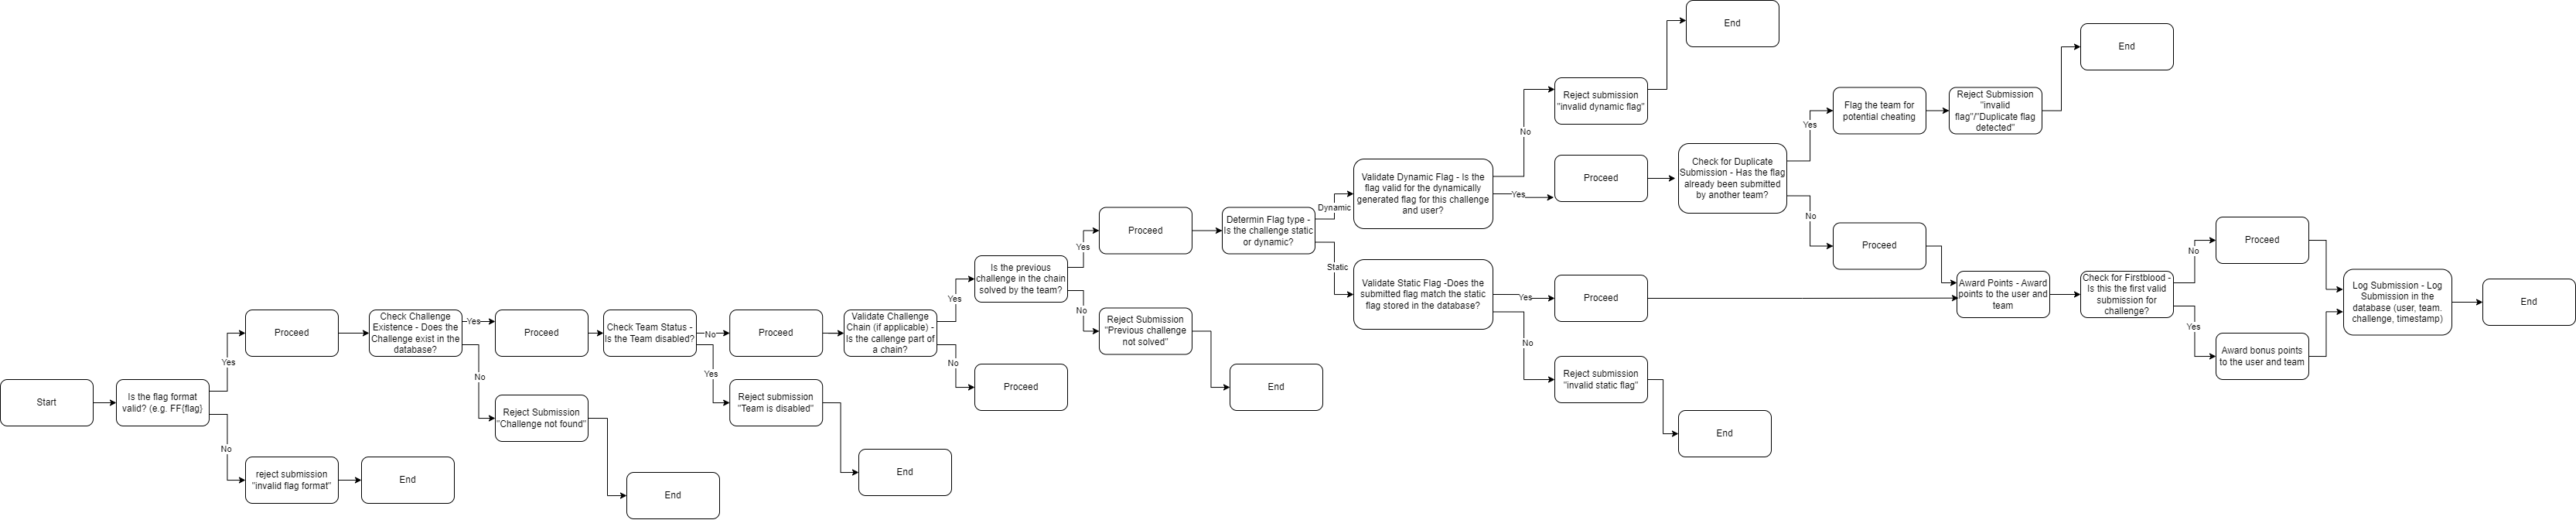 Start
Is the flag format
valid? (e.g. FF{flag}
Yes
No
Proceed
reject submission
"invalid flag format"
End
Check Challenge
Existence - Does the
Challenge exist in the
database?
Yes
No
Proceed
Reject Submission
"Challenge not found"
End
Check Team Status -
Is the Team disabled?
No
Yes
Proceed
Reject submission
"Team is disabled"
End
Validate Challenge
Chain (if applicable) -
Is the callenge part of
a chain?
Yes
No
Is the previous
challenge in the chain
solved by the team?
Proceed
Yes
No
Proceed
Reject Submission
"Previous challenge
not solved"
End
Determin Flag type -
Is the challenge static
or dynamic?
Dynamic
Static
Validate Dynamic Flag - Is the
flag valid for the dynamically
generated flag for this challenge
and user?
No
Yes
Reject submission
"invalid dynamic flag"
End
Proceed
Validate Static Flag -Does the
submitted flag match the static
flag stored in the database?
Yes
No
Proceed
Reject submission
"invalid static flag"
End
Check for Duplicate
Submission - Has the flag
already been submitted
by another team?
Yes
No
Flag the team for
potential cheating
Reject Submission
"invalid
flag"/"Duplicate flag
detected"
End
Proceed
Award Points - Award
points to the user and
team
Check for Firstblood -
Is this the first valid
submission for
challenge?
No
Yes
Proceed
Award bonus points
to the user and team
Log Submission - Log
Submission in the
database (user, team.
challenge, timestamp)
End